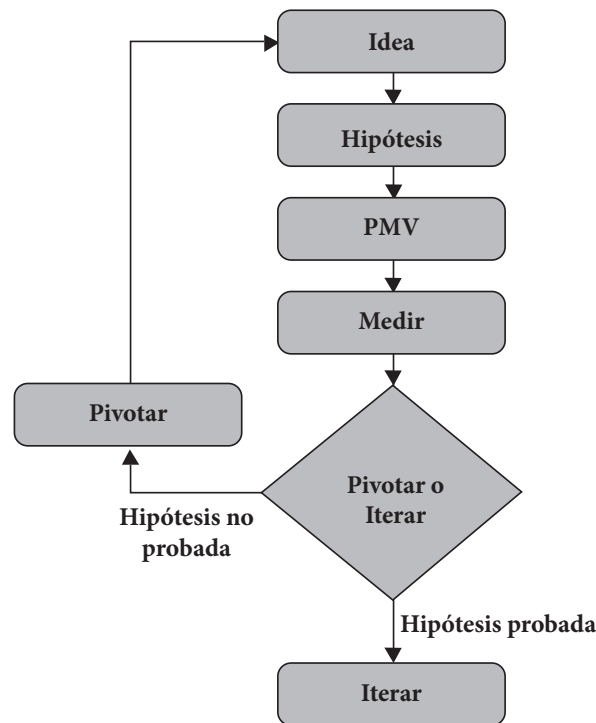 Idea
Hipótesis
PMV
Medir
Pivotar
Pivotar o
Iterar
Hipótesis no
probada
Hipótesis probada
Iterar